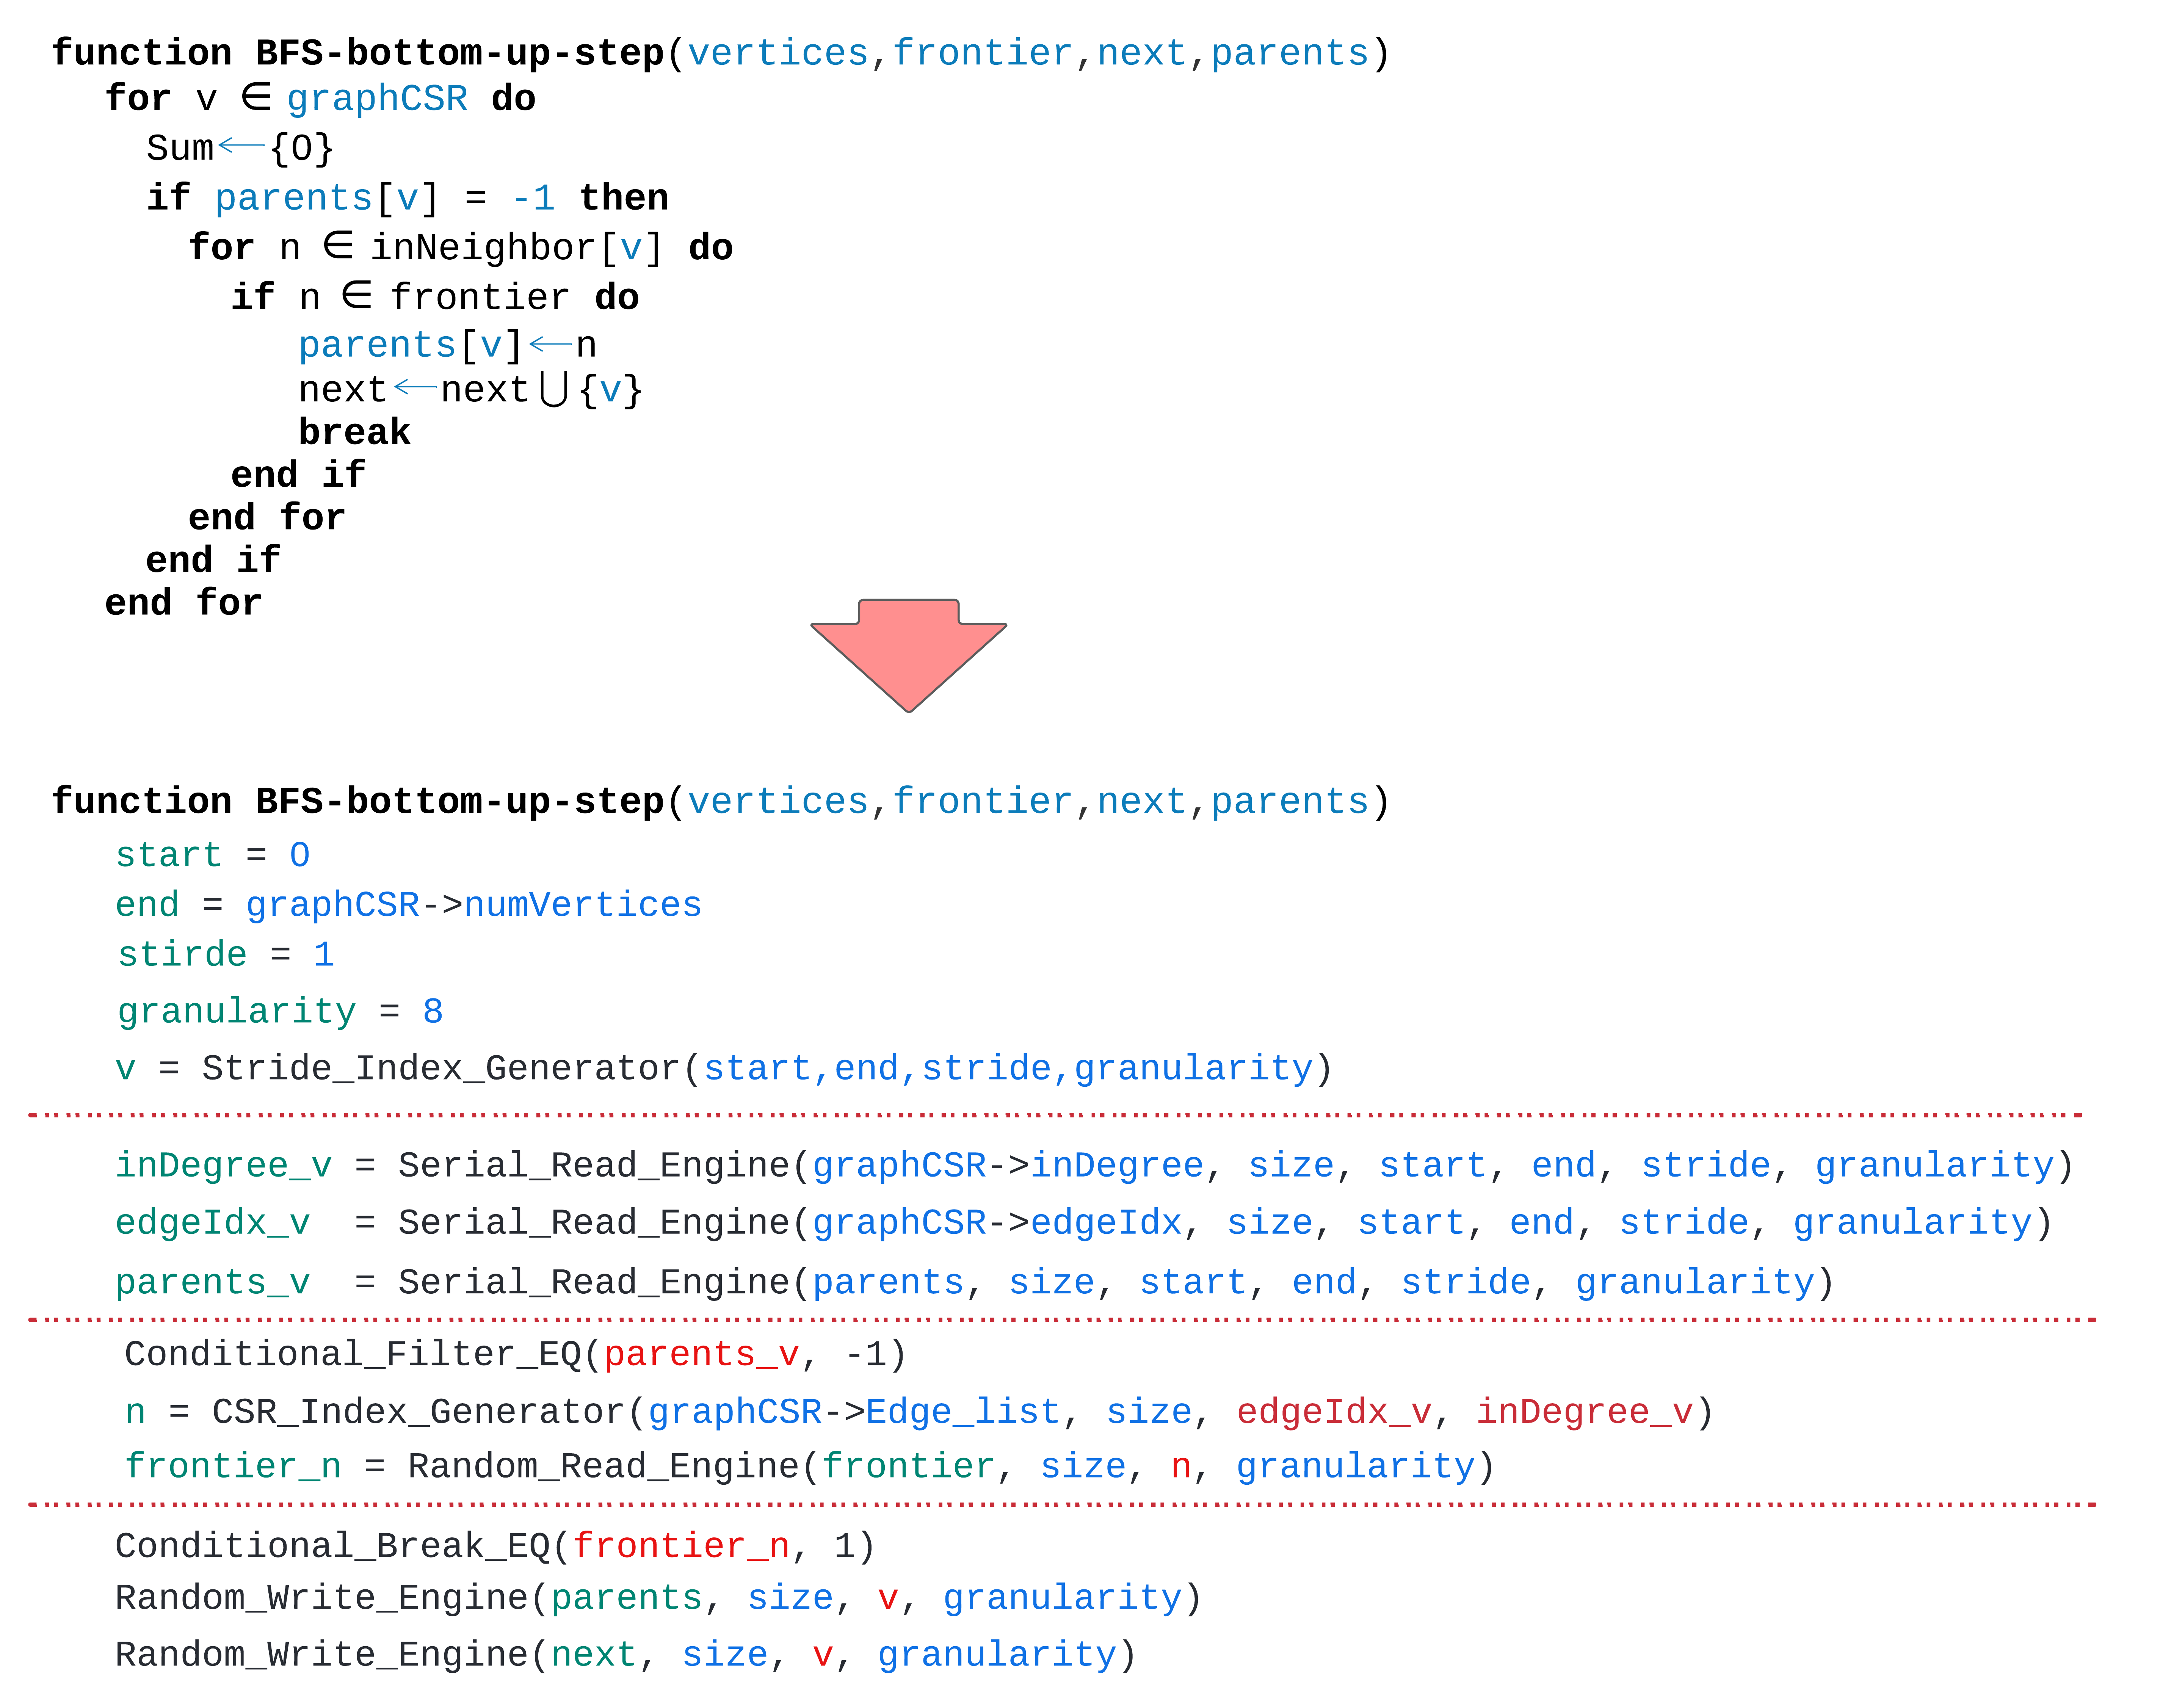 function BFS-bottom-up-step(vertices,frontier,next,parents)
for v ∈ graphCSR do
Sum←{0}
if parents[v] = -1 then
for n ∈ inNeighbor[v] do
if n ∈ frontier do
parents[v]←n
next←next⋃{v}
break
end if
end for
end if
end for
function BFS-bottom-up-step(vertices,frontier,next,parents)
start = 0
end = graphCSR->numVertices
stirde = 1
granularity = 8
v = Stride_Index_Generator(start,end,stride,granularity)
inDegree_v = Serial_Read_Engine(graphCSR->inDegree, size, start, end, stride, granularity)
edgeIdx_v = Serial_Read_Engine(graphCSR->edgeIdx, size, start, end, stride, granularity)
parents_v = Serial_Read_Engine(parents, size, start, end, stride, granularity)
Conditional_Filter_EQ(parents_v, -1)
n = CSR_Index_Generator(graphCSR->Edge_list, size, edgeIdx_v, inDegree_v)
frontier_n = Random_Read_Engine(frontier, size, n, granularity)
Conditional_Break_EQ(frontier_n, 1)
Random_Write_Engine(parents, size, v, granularity)
Random_Write_Engine(next, size, v, granularity)